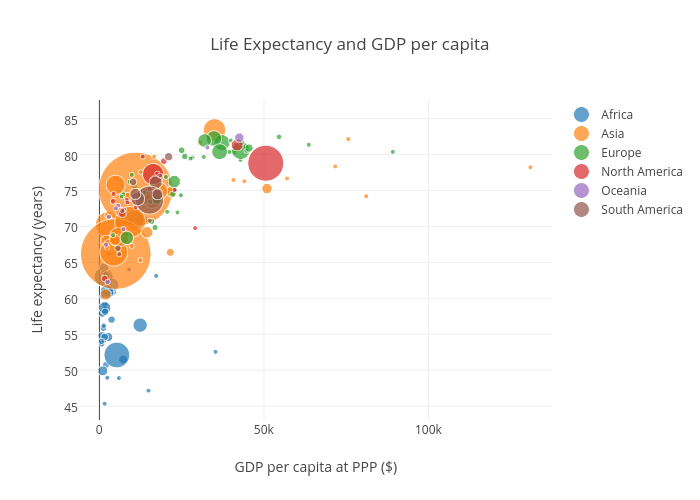 Life Expectancy and GDP per capita
85
80
75
70
65
60
55
50
45
0
50k
100k
Life expectancy (years)
GDP per capita at PPP ($)
Africa
Asia
Europe
North America
Oceania
South America